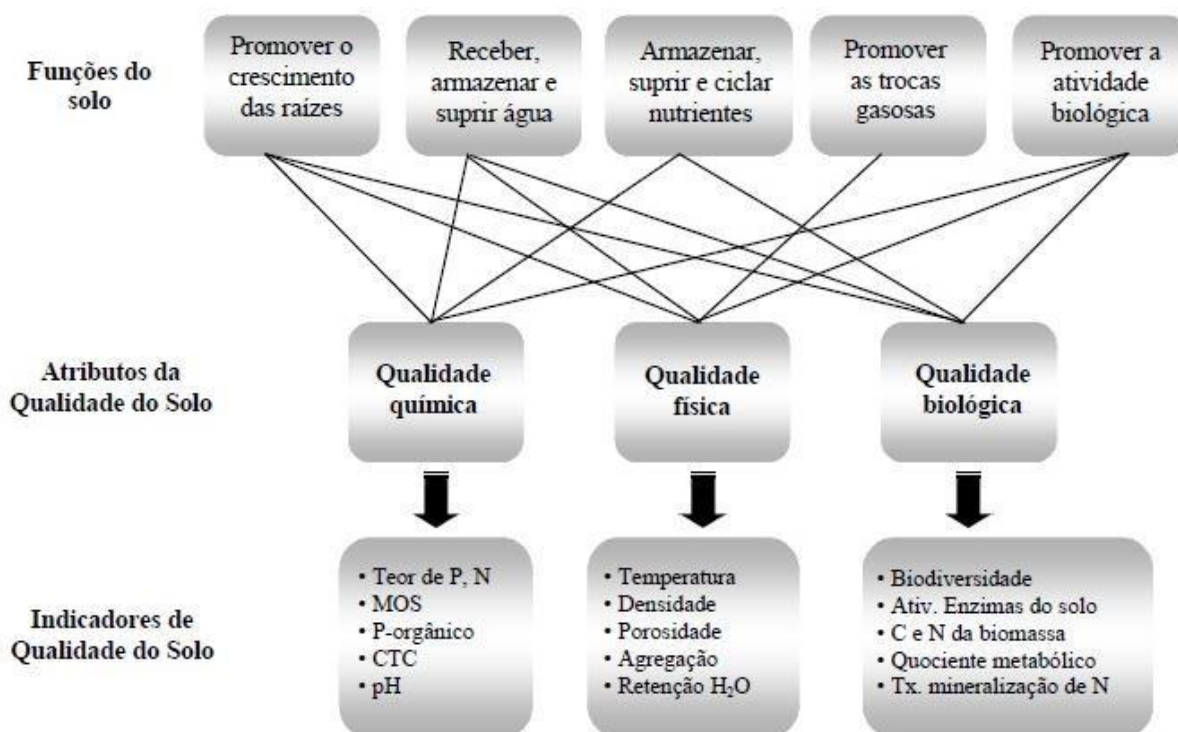 Funções do
solo
Promover o
crescimento
das raízes
Receber,
armazenar e
suprir água
Armazenar,
suprir e ciclar
nutrientes
Promover
as trocas
gasosas
Promover a
atividade
biológica
Atributos da
Qualidade do Solo
Qualidade
química
Qualidade
física
Qualidade
biológica
Indicadores de
Qualidade do Solo
• Teor de P, N
• MOS
• P-orgânico
• CTC
• pH
• Temperatura
• Densidade
• Porosidade
• Agregação
• Retenção H₂O
• Biodiversidade
• Ativ. Enzimas do solo
• C e N da biomassa
• Quociente metabólico
• Tx. mineralização de N